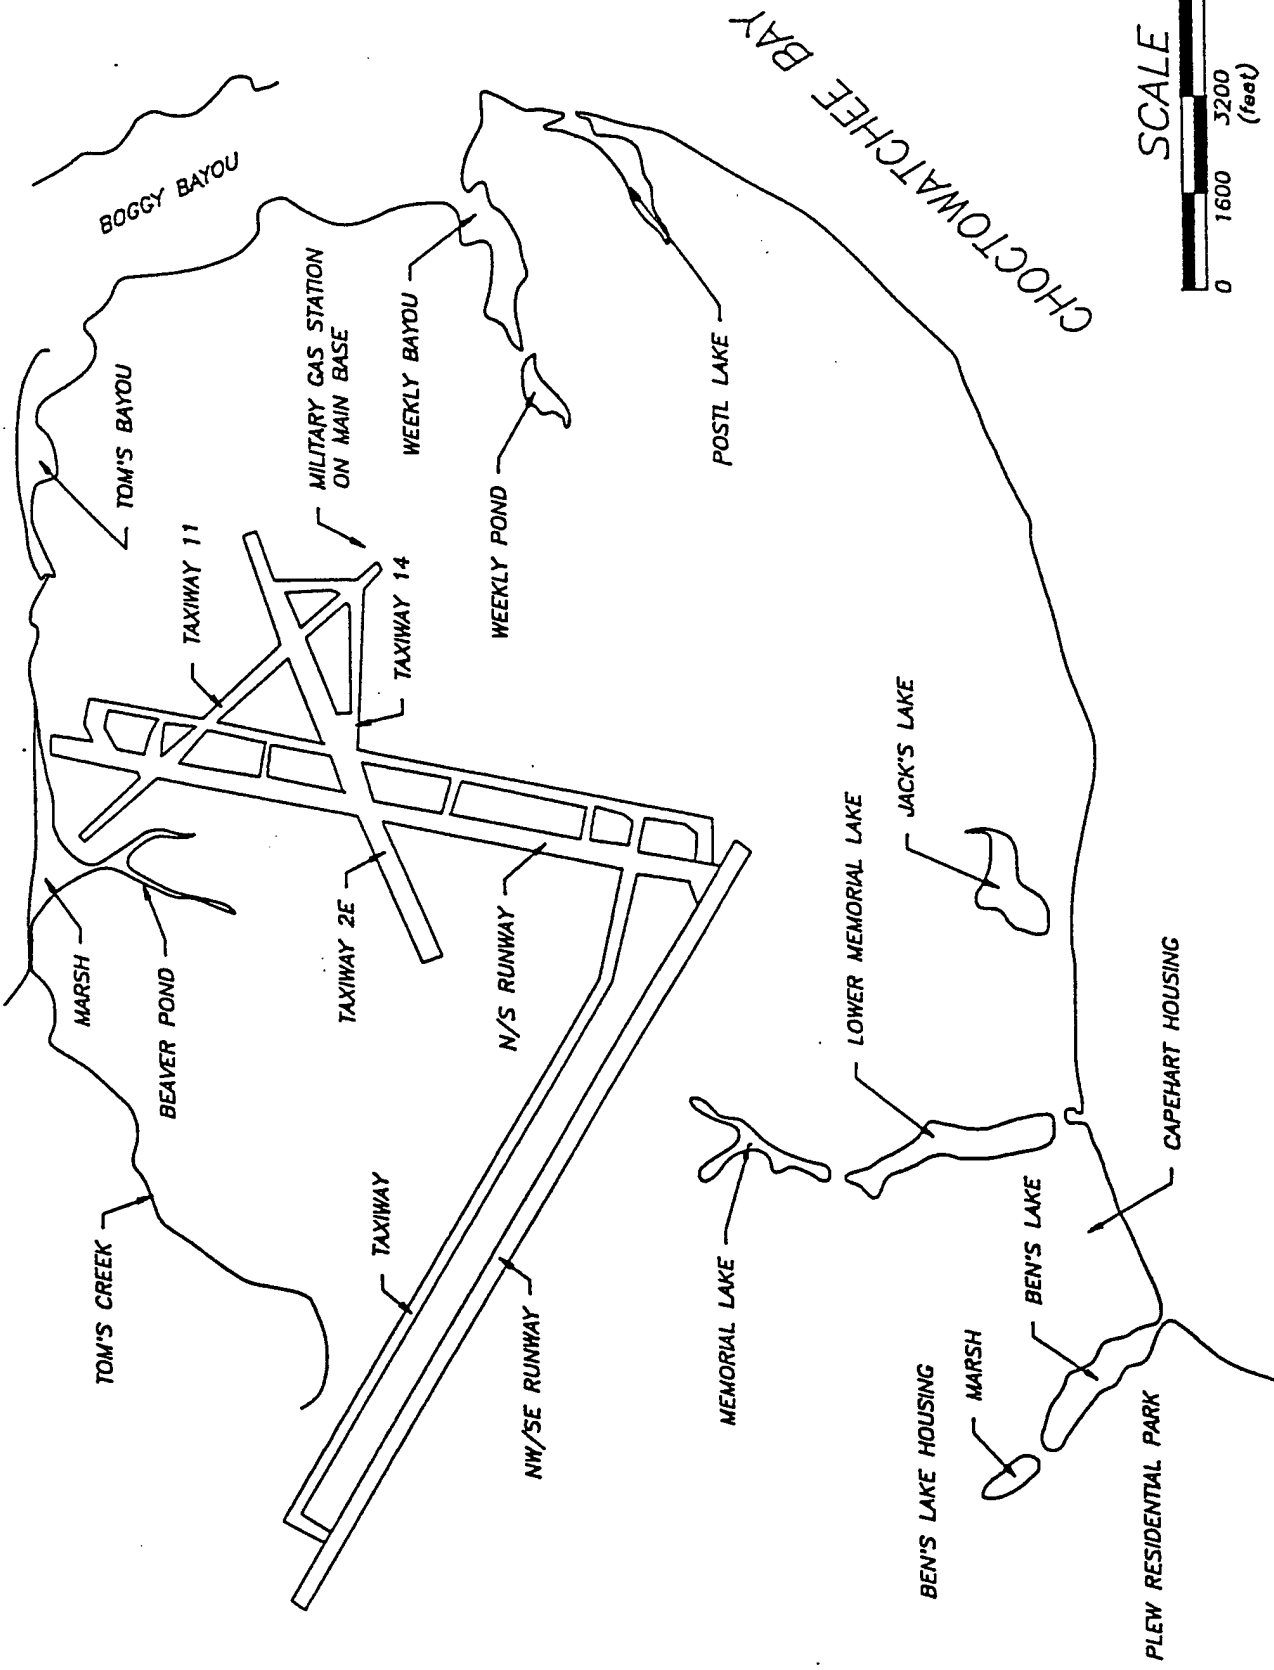 BOGGY BAYOU
TOM'S BAYOU
MILITARY GAS STATION
ON MAIN BASE
WEEKLY BAYOU
TAXIWAY 11
TAXIWAY 14
WEEKLY POND
POSTL LAKE
CHOCTOWATCHEE BAY
MARSH
BEAVER POND
TAXIWAY 2E
N/S RUNWAY
TOM'S CREEK
TAXIWAY
NW/SE RUNWAY
MEMORIAL LAKE
LOWER MEMORIAL LAKE
JACK'S LAKE
CAPEHART HOUSING
BEN'S LAKE
MARSH
BEN'S LAKE HOUSING
PLEW RESIDENTIAL PARK
SCALE
0 1600 3200
(feet)